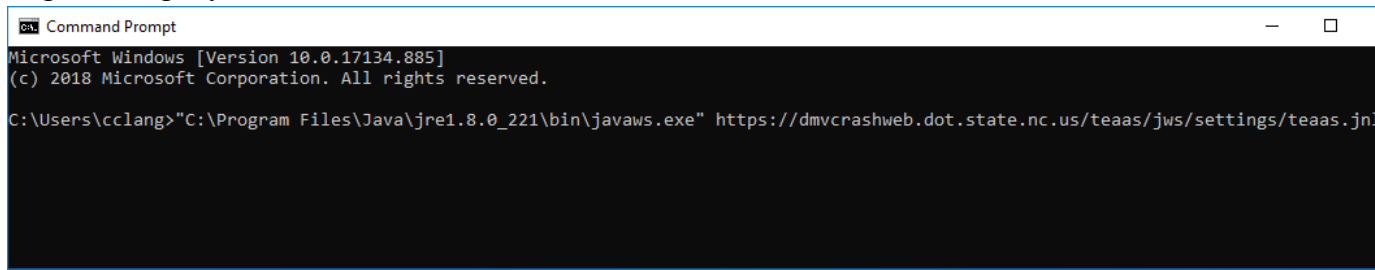 Command Prompt
Microsoft Windows [Version 10.0.17134.885]
(c) 2018 Microsoft Corporation. All rights reserved.
C:\Users\cclang>"C:\Program Files\Java\jre1.8.0_221\bin\javaws.exe" https://dmvcrashweb.dot.state.nc.us/teaas/jws/settings/teaas.jnl